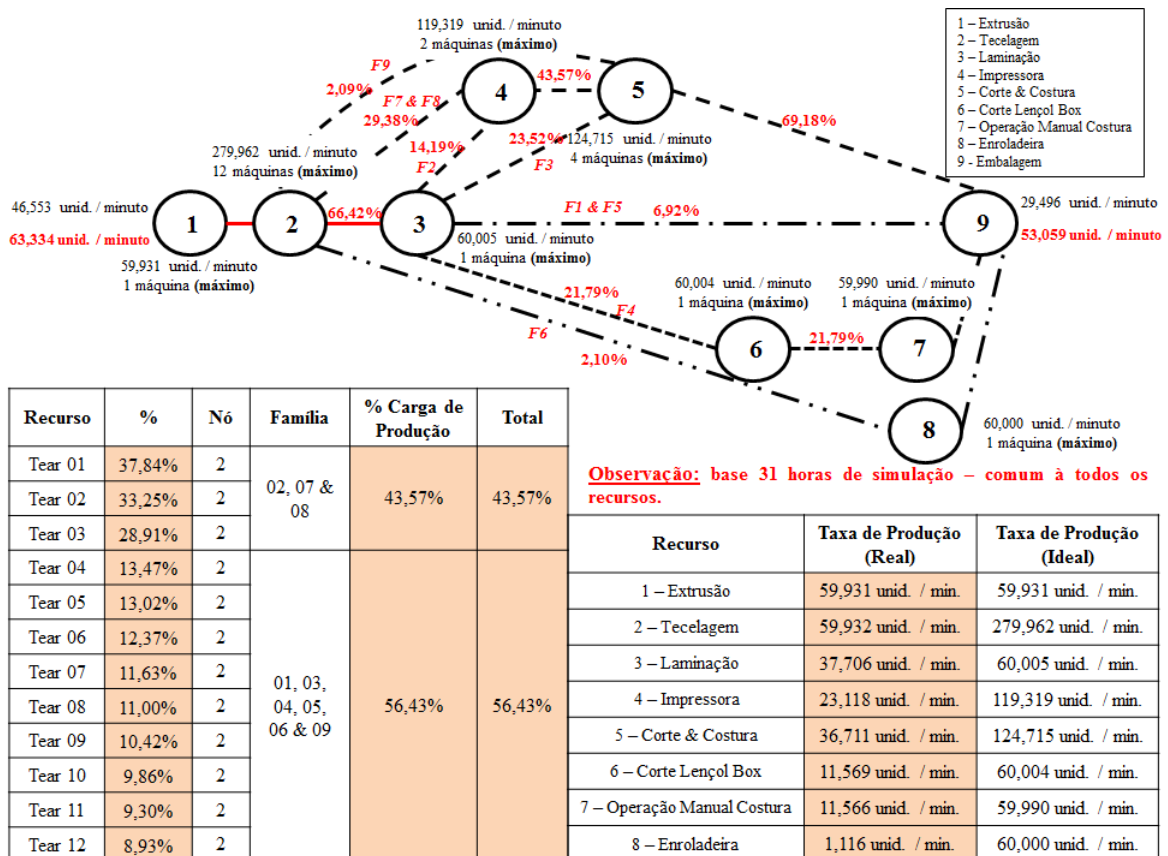 119,319 unid. / minuto
2 máquinas (máximo)
1 – Extrusão
2 – Tecelagem
3 – Laminação
4 – Impressora
5 – Corte & Costura
6 – Corte Lençol Box
7 – Operação Manual Costura
8 – Enroladeira
9 - Embalagem
F9
2,09%
F7 & F8
29,38%
4
43,57%
5
69,18%
279,962 unid. / minuto
12 máquinas (máximo)
14,19%
F2
23,52%
F3
124,715 unid. / minuto
4 máquinas (máximo)
46,553 unid. / minuto
63,334 unid. / minuto
1
2
66,42%
3
F1 & F5
6,92%
9
29,496 unid. / minuto
53,059 unid. / minuto
59,931 unid. / minuto
1 máquina (máximo)
60,005 unid. / minuto
1 máquina (máximo)
21,79%
F4
F6
2,10%
60,004 unid. / minuto
1 máquina (máximo)
59,990 unid. / minuto
1 máquina (máximo)
6
21,79%
7
8
60,000 unid. / minuto
1 máquina (máximo)
Observação: base 31 horas de simulação – comum à todos os
recursos.
Recurso % Nó Família % Carga de Produção Total
Tear 01 37,84% 2
Tear 02 33,25% 2
Tear 03 28,91% 2
02, 07 &
08
43,57% 43,57%
Tear 04 13,47% 2
Tear 05 13,02% 2
Tear 06 12,37% 2
Tear 07 11,63% 2
Tear 08 11,00% 2
Tear 09 10,42% 2
Tear 10 9,86% 2
Tear 11 9,30% 2
Tear 12 8,93% 2
01, 03,
04, 05,
06 & 09
56,43% 56,43%
Recurso Taxa de Produção (Real) Taxa de Produção (Ideal)
1 – Extrusão 59,931 unid. / min. 59,931 unid. / min.
2 – Tecelagem 59,932 unid. / min. 279,962 unid. / min.
3 – Laminação 37,706 unid. / min. 60,005 unid. / min.
4 – Impressora 23,118 unid. / min. 119,319 unid. / min.
5 – Corte & Costura 36,711 unid. / min. 124,715 unid. / min.
6 – Corte Lençol Box 11,569 unid. / min. 60,004 unid. / min.
7 – Operação Manual Costura 11,566 unid. / min. 59,990 unid. / min.
8 – Enroladeira 1,116 unid. / min. 60,000 unid. / min.